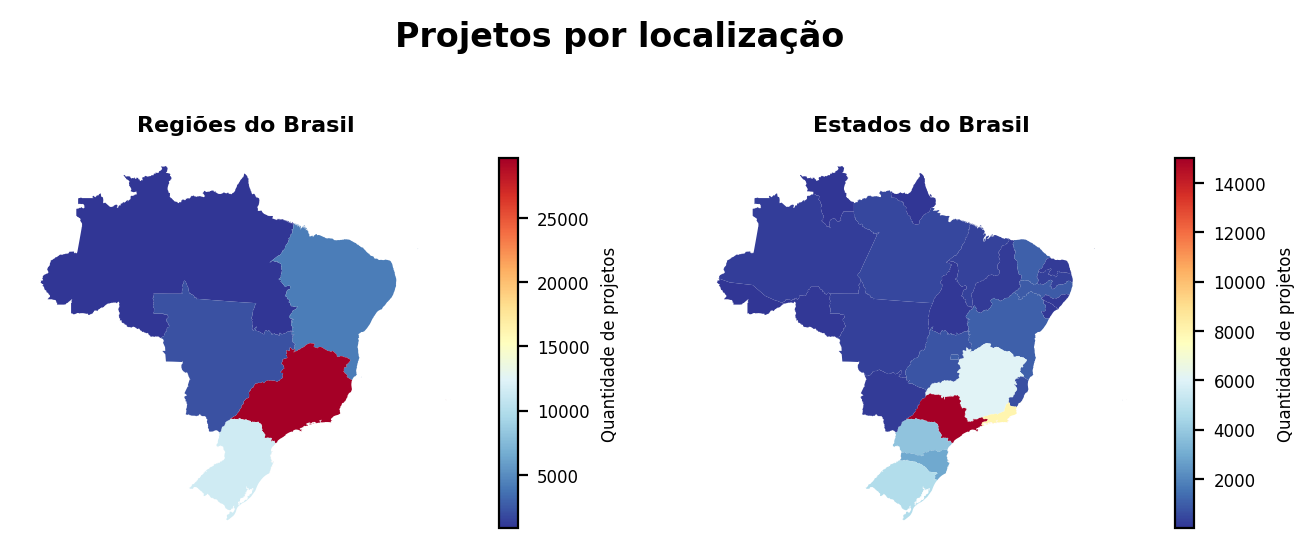 Projetos por localização
Regiões do Brasil
25000
20000
15000
10000
5000
Quantidade de projetos
Estados do Brasil
14000
12000
10000
8000
6000
4000
2000
Quantidade de projetos